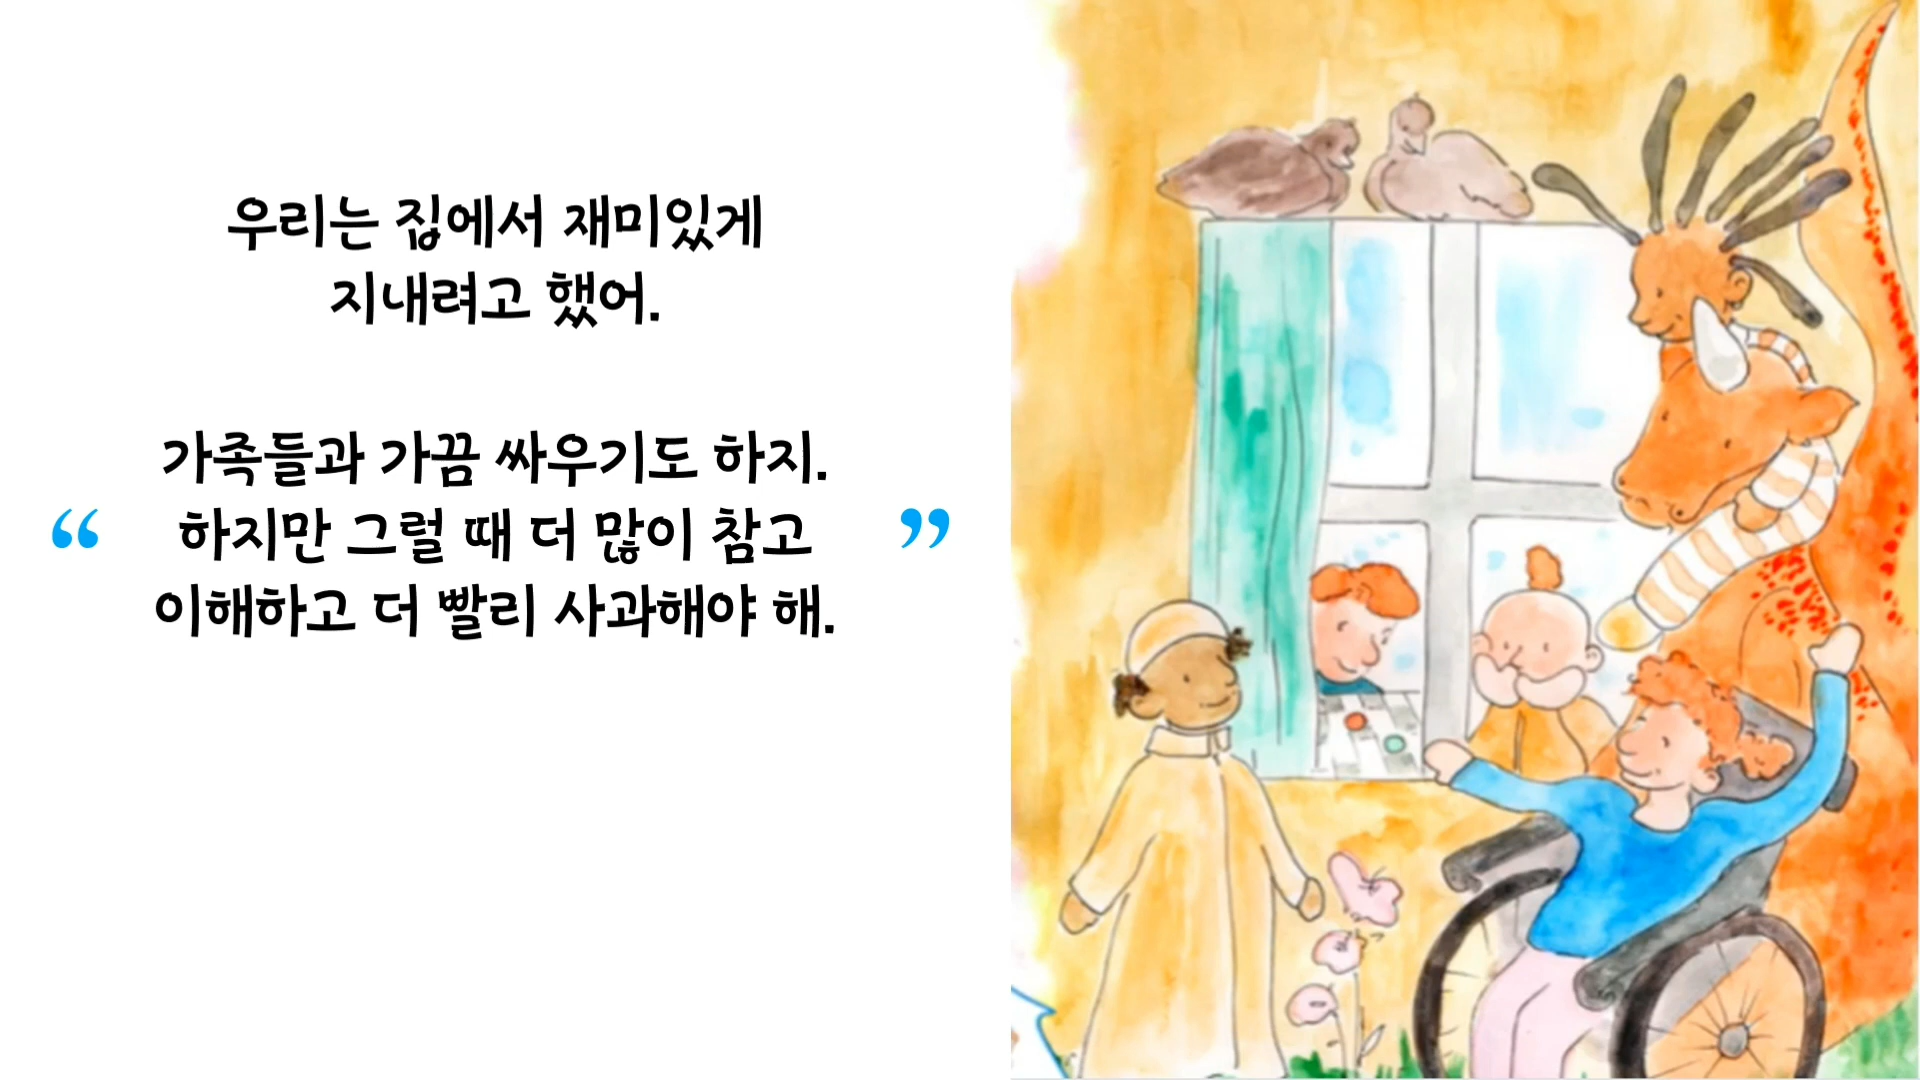 우리는 집에서 재미있게
지내려고 했어.
가족들과 가끔 싸우기도 하지.
“ 하지만 그럴 때 더 많이 참고 ”
이해하고 더 빨리 사과해야 해.